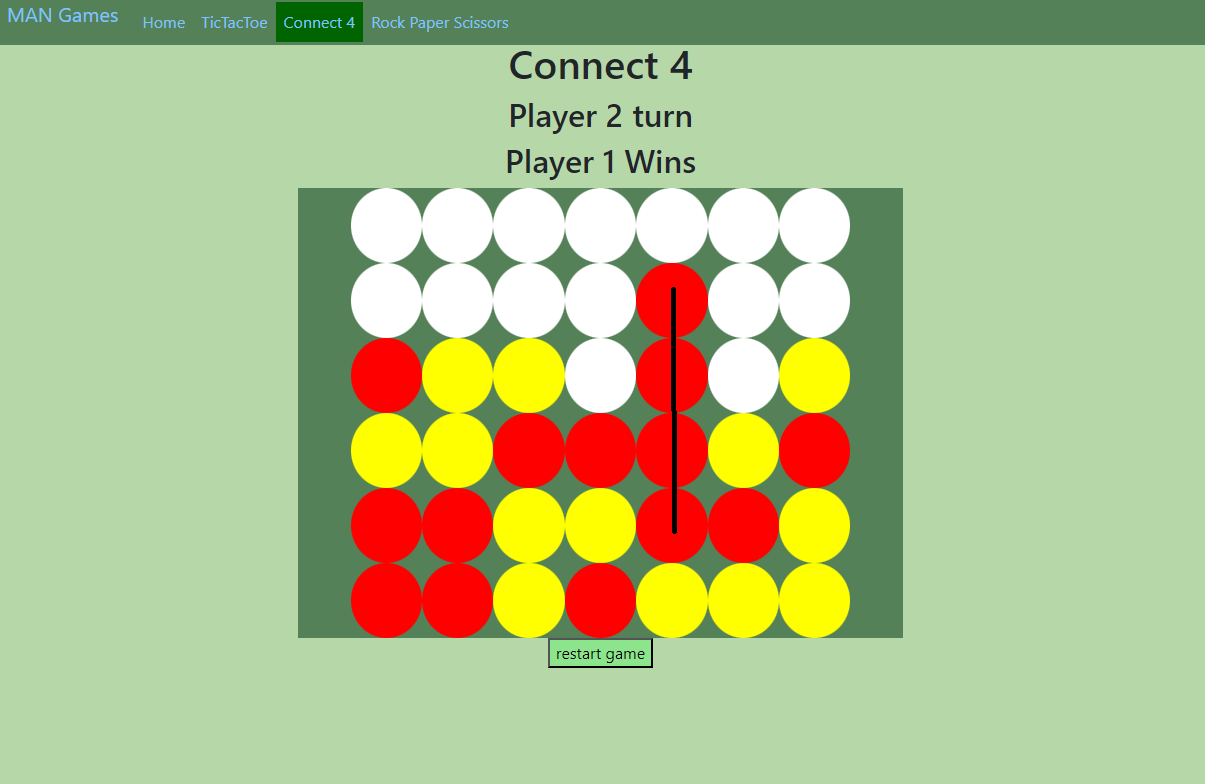 MAN Games Home TicTacToe Connect 4 Rock Paper Scissors
Connect 4
Player 2 turn
Player 1 Wins
restart game